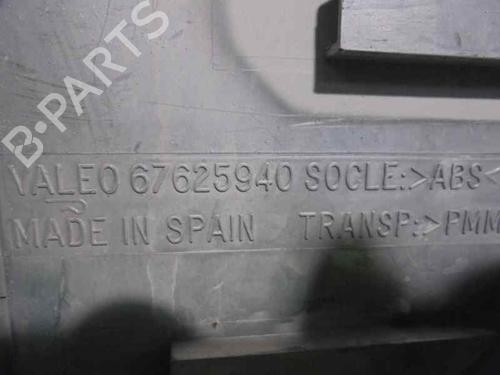 B-PARTS
VALEO 67625940 SOCLE:>ABS<
MADE IN SPAIN TRANSP:>PMM